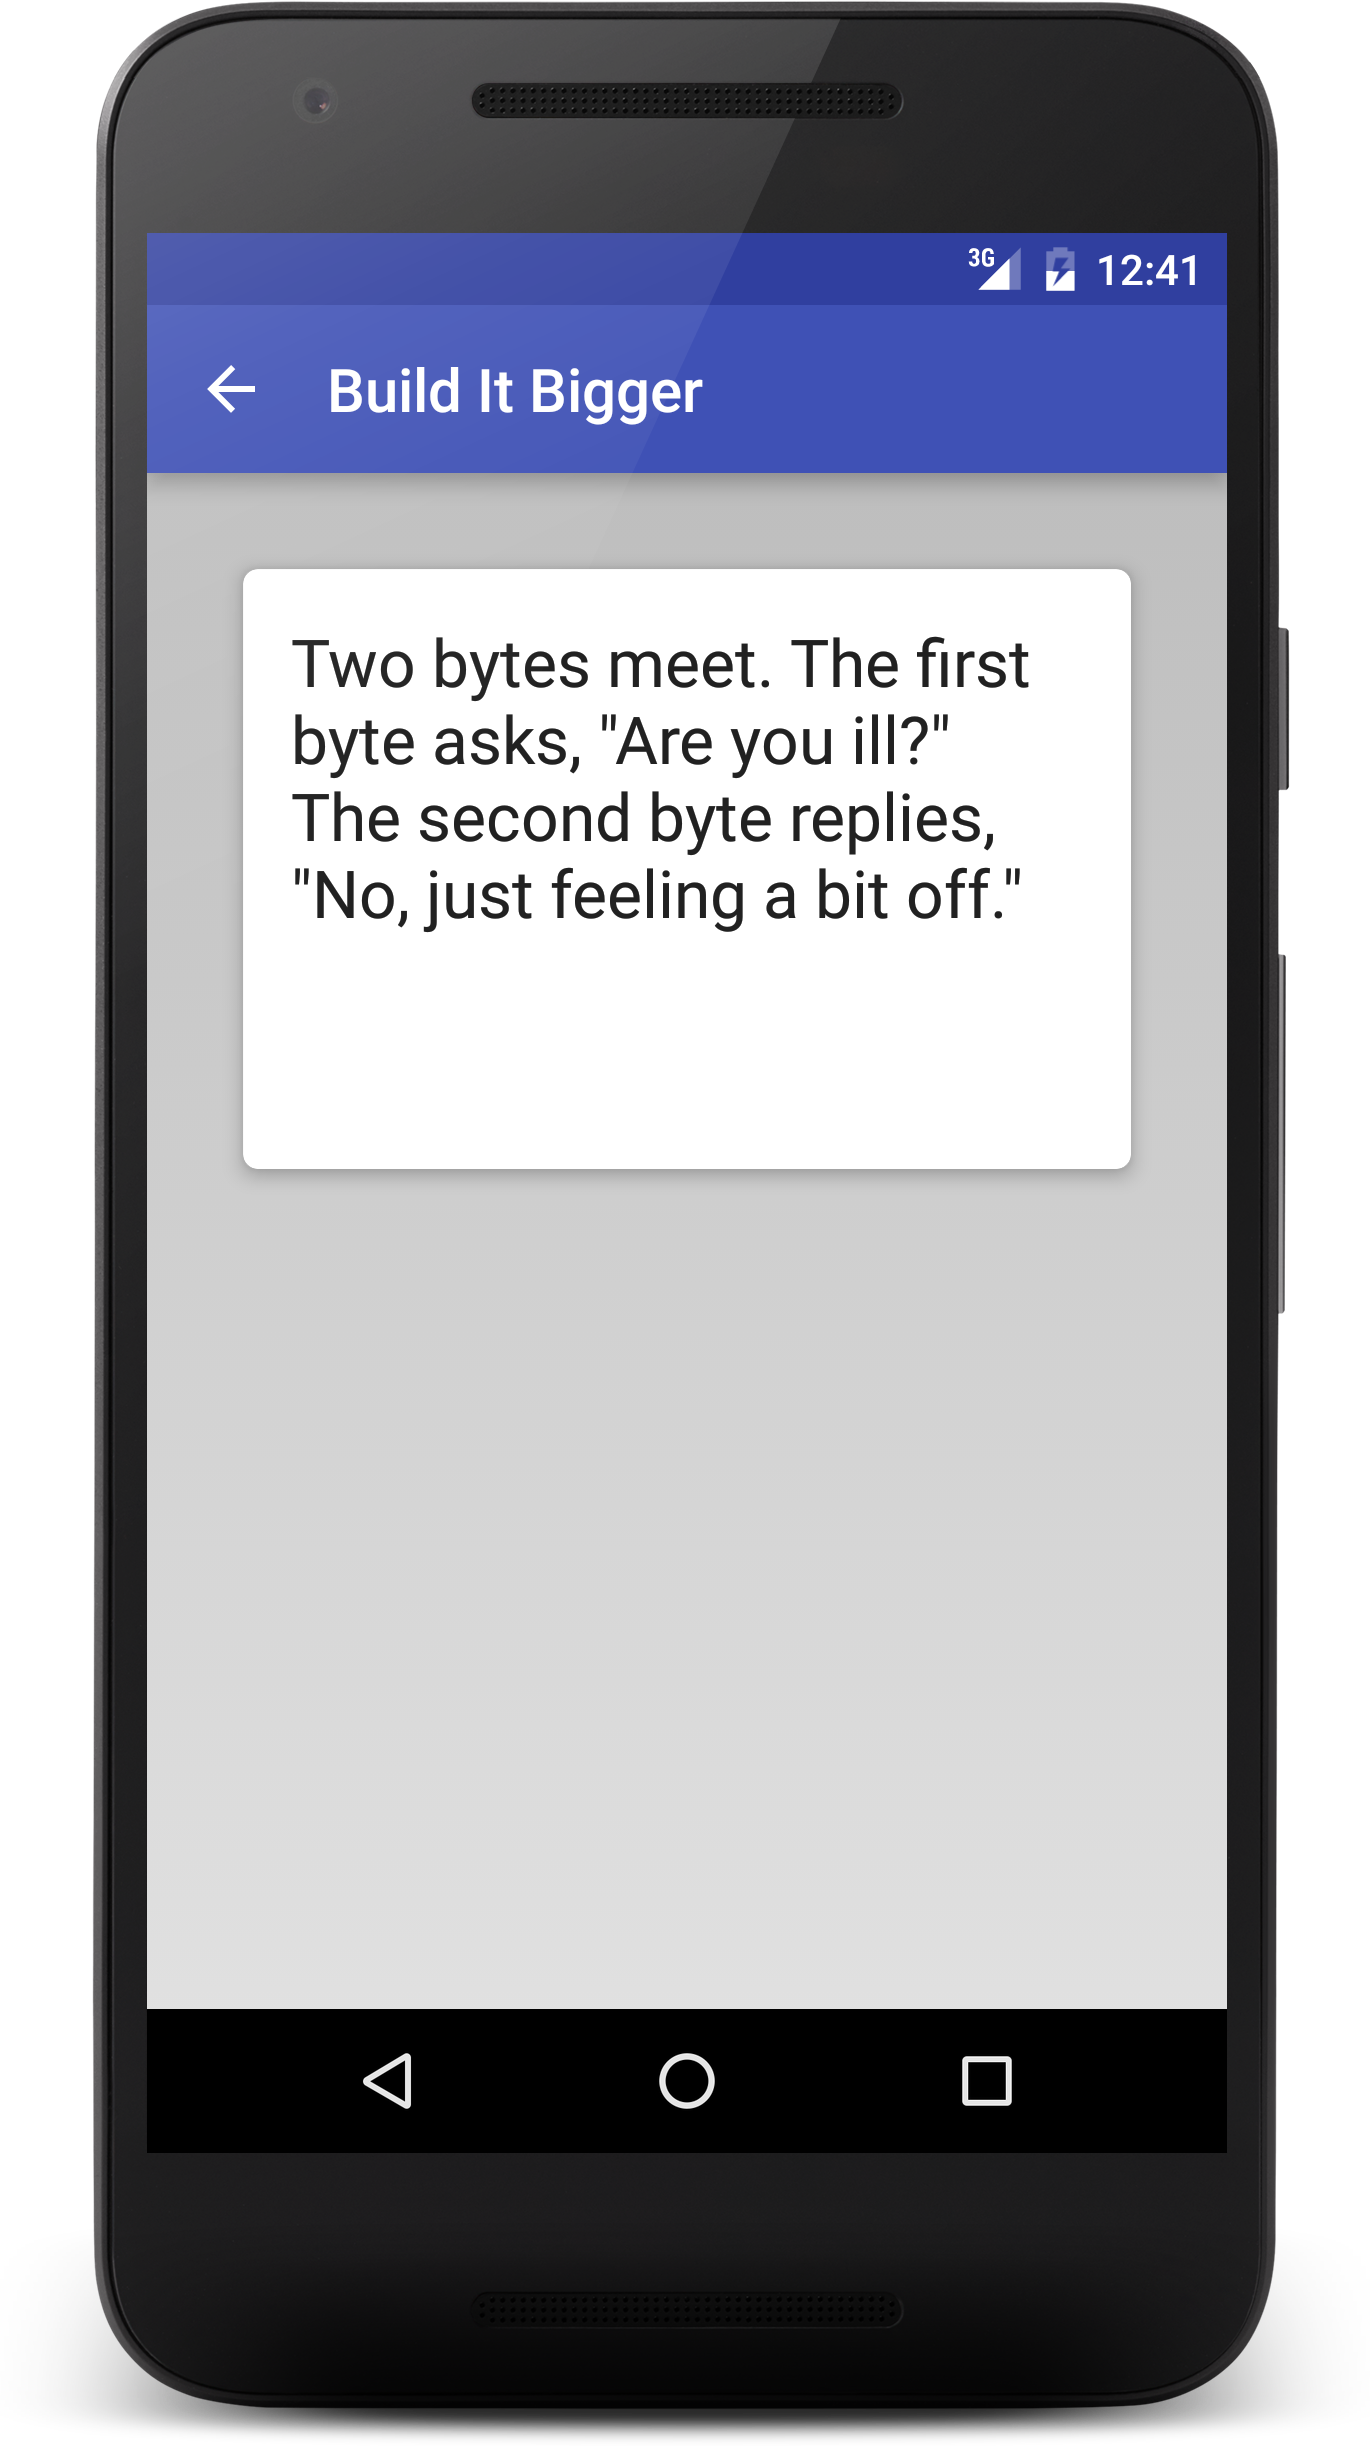 3G 12:41
Build It Bigger
Two bytes meet. The first
byte asks, "Are you ill?"
The second byte replies,
"No, just feeling a bit off."